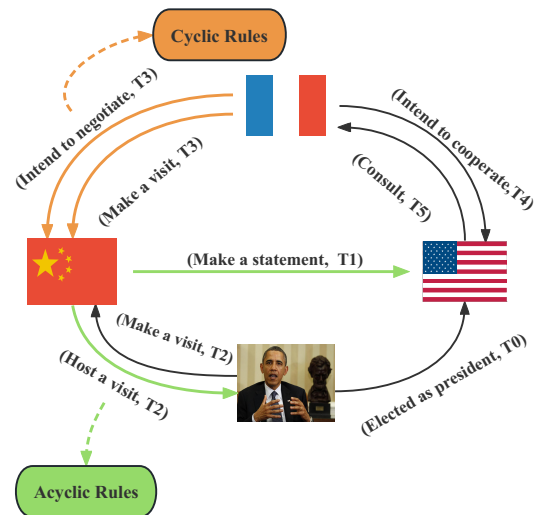 Cyclic Rules
(Intend to negotiate, T3)
(Make a visit, T3)
(Intend to cooperate, T4)
(Consult, T5)
(Make a statement, T1)
(Make a visit, T2)
(Host a visit, T2)
(Elected as president, T0)
Acyclic Rules